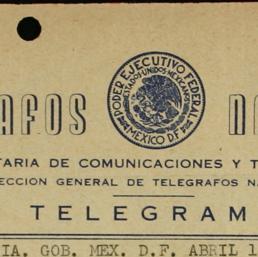 PODER EJECUTIVO FEDERAL
ESTADOS UNIDOS MEXICANOS
MEXICO D.F.
AFOS N
TARIA DE COMUNICACIONES Y T
ECCION GENERAL DE TELEGRAFOS N
TELEGRAM
IA. GOB. MEX. D.F. ABRIL 1